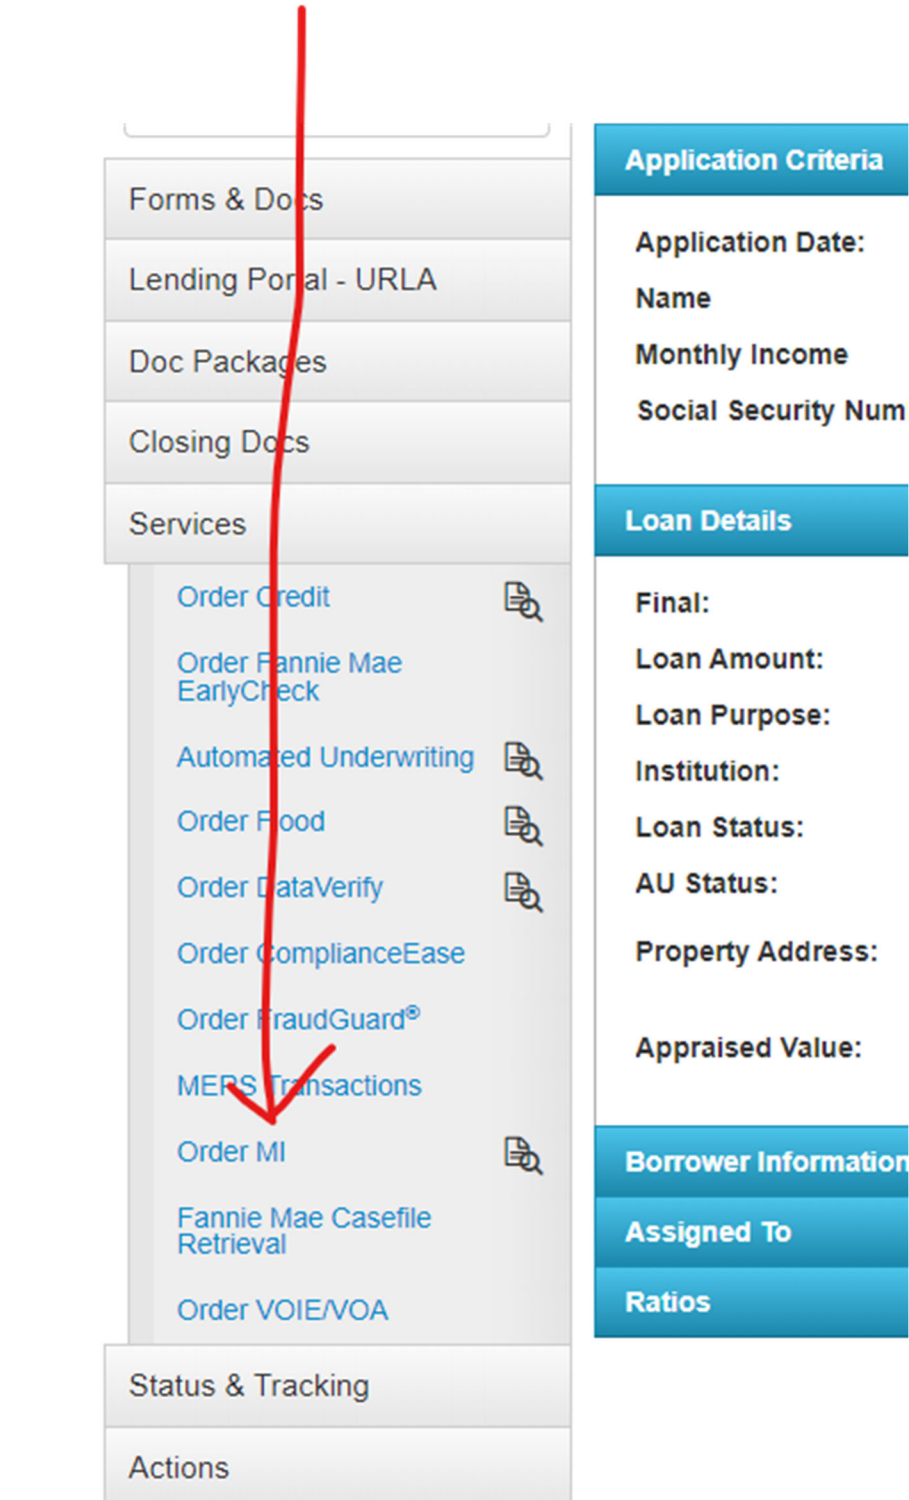 Forms & Docs
Lending Portal - URLA
Doc Packages
Closing Docs
Services
Order Credit
Order Fannie Mae
EarlyCheck
Automated Underwriting
Order Flood
Order DataVerify
Order ComplianceEase
Order FraudGuard®
MERS Transactions
Order MI
Fannie Mae Casefile
Retrieval
Order VOIE/VOA
Status & Tracking
Actions
Application Criteria
Application Date:
Name
Monthly Income
Social Security Num
Loan Details
Final:
Loan Amount:
Loan Purpose:
Institution:
Loan Status:
AU Status:
Property Address:
Appraised Value:
Borrower Information
Assigned To
Ratios